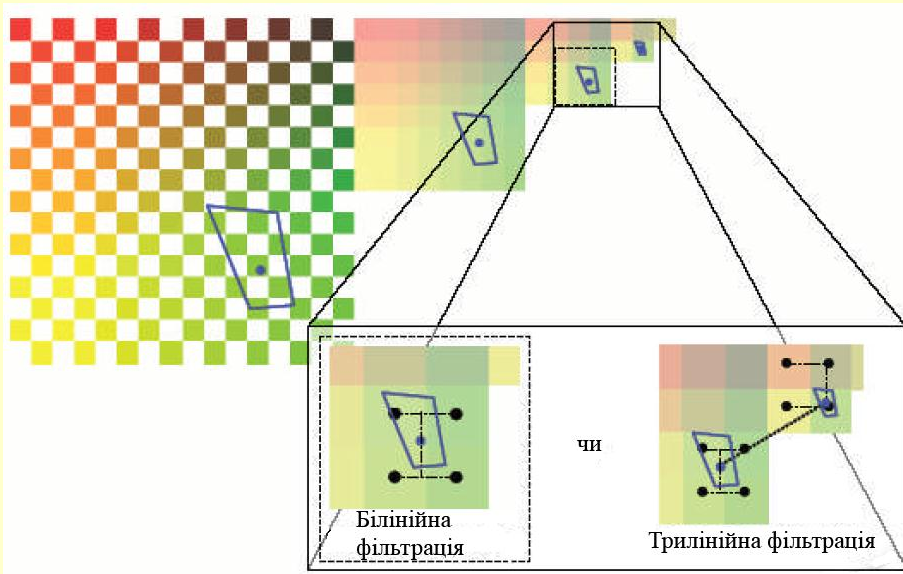 чи
Білінійна
фільтрація
Трилінійна фільтрація